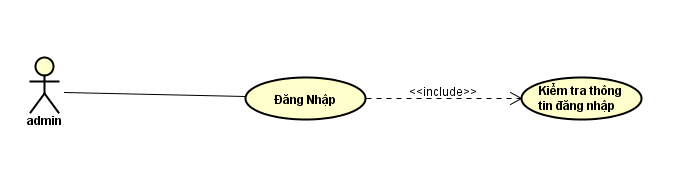 admin
Đăng Nhập
<<include>>
Kiểm tra thông
tin đăng nhập